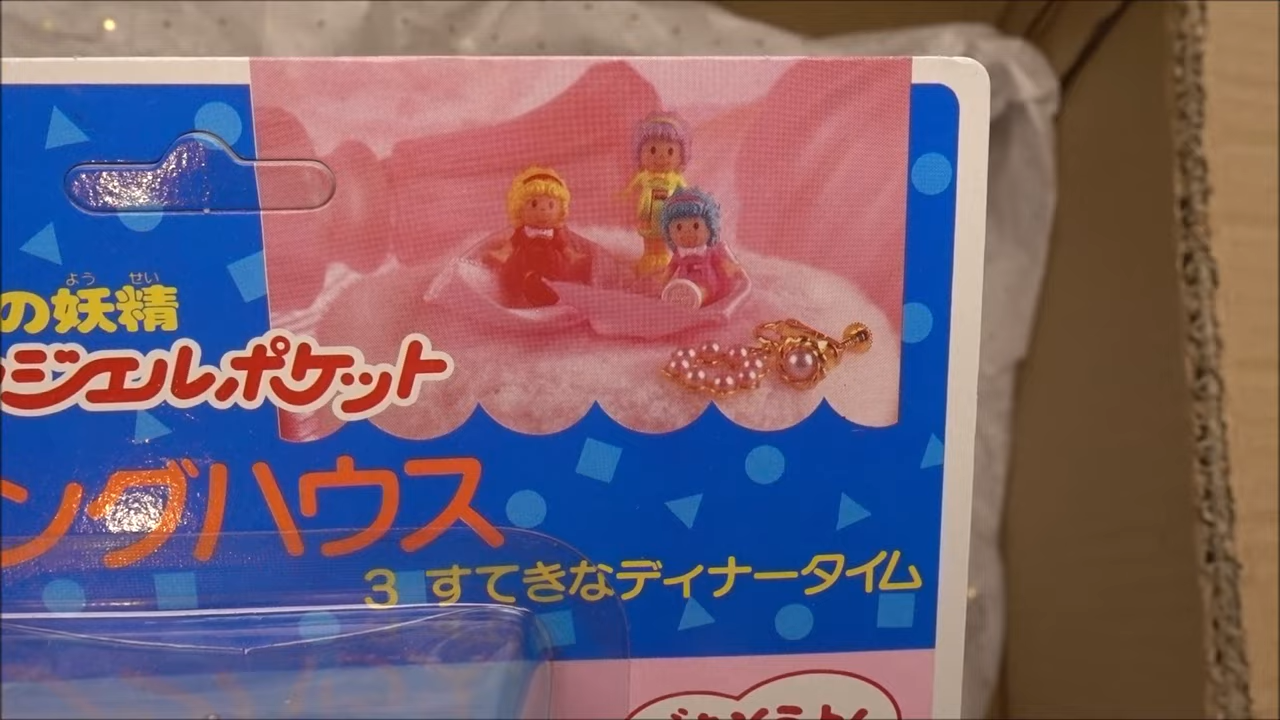 よう せい
の妖精
ジェルポケット
ングハウス
3 すてきなディナータイム